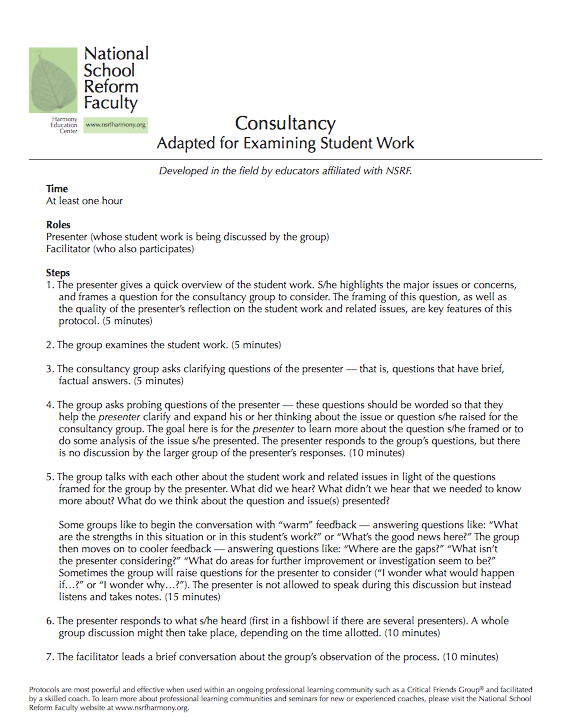 National
School
Reform
Faculty
Harmony
Education
Center
www.nsrfharmony.org
Consultancy
Adapted for Examining Student Work
Developed in the field by educators affiliated with NSRF.
Time
At least one hour
Roles
Presenter (whose student work is being discussed by the group)
Facilitator (who also participates)
Steps
1. The presenter gives a quick overview of the student work. S/he highlights the major issues or concerns,
and frames a question for the consultancy group to consider. The framing of this question, as well as
the quality of the presenter's reflection on the student work and related issues, are key features of this
protocol. (5 minutes)
2. The group examines the student work. (5 minutes)
3. The consultancy group asks clarifying questions of the presenter — that is, questions that have brief,
factual answers. (5 minutes)
4. The group asks probing questions of the presenter — these questions should be worded so that they
help the presenter clarify and expand his or her thinking about the issue or question s/he raised for the
consultancy group. The goal here is for the presenter to learn more about the question s/he framed or to
do some analysis of the issue s/he presented. The presenter responds to the group's questions, but there
is no discussion by the larger group of the presenter's responses. (10 minutes)
5. The group talks with each other about the student work and related issues in light of the questions
framed for the group by the presenter. What did we hear? What didn't we hear that we needed to know
more about? What do we think about the question and issue(s) presented?
Some groups like to begin the conversation with "warm" feedback — answering questions like: "What
are the strengths in this situation or in this student's work?" or "What's the good news here?" The group
then moves on to cooler feedback — answering questions like: "Where are the gaps?" "What isn't
the presenter considering?" "What do areas for further improvement or investigation seem to be?"
Sometimes the group will raise questions for the presenter to consider ("I wonder what would happen
if…?" or "I wonder why…?"). The presenter is not allowed to speak during this discussion but instead
listens and takes notes. (15 minutes)
6. The presenter responds to what s/he heard (first in a fishbowl if there are several presenters). A whole
group discussion might then take place, depending on the time allotted. (10 minutes)
7. The facilitator leads a brief conversation about the group's observation of the process. (10 minutes)
Protocols are most powerful and effective when used within an ongoing professional learning community such as a Critical Friends Group® and facilitated
by a skilled coach. To learn more about professional learning communities and seminars for new or experienced coaches, please visit the National School
Reform Faculty website at www.nsrfharmony.org.